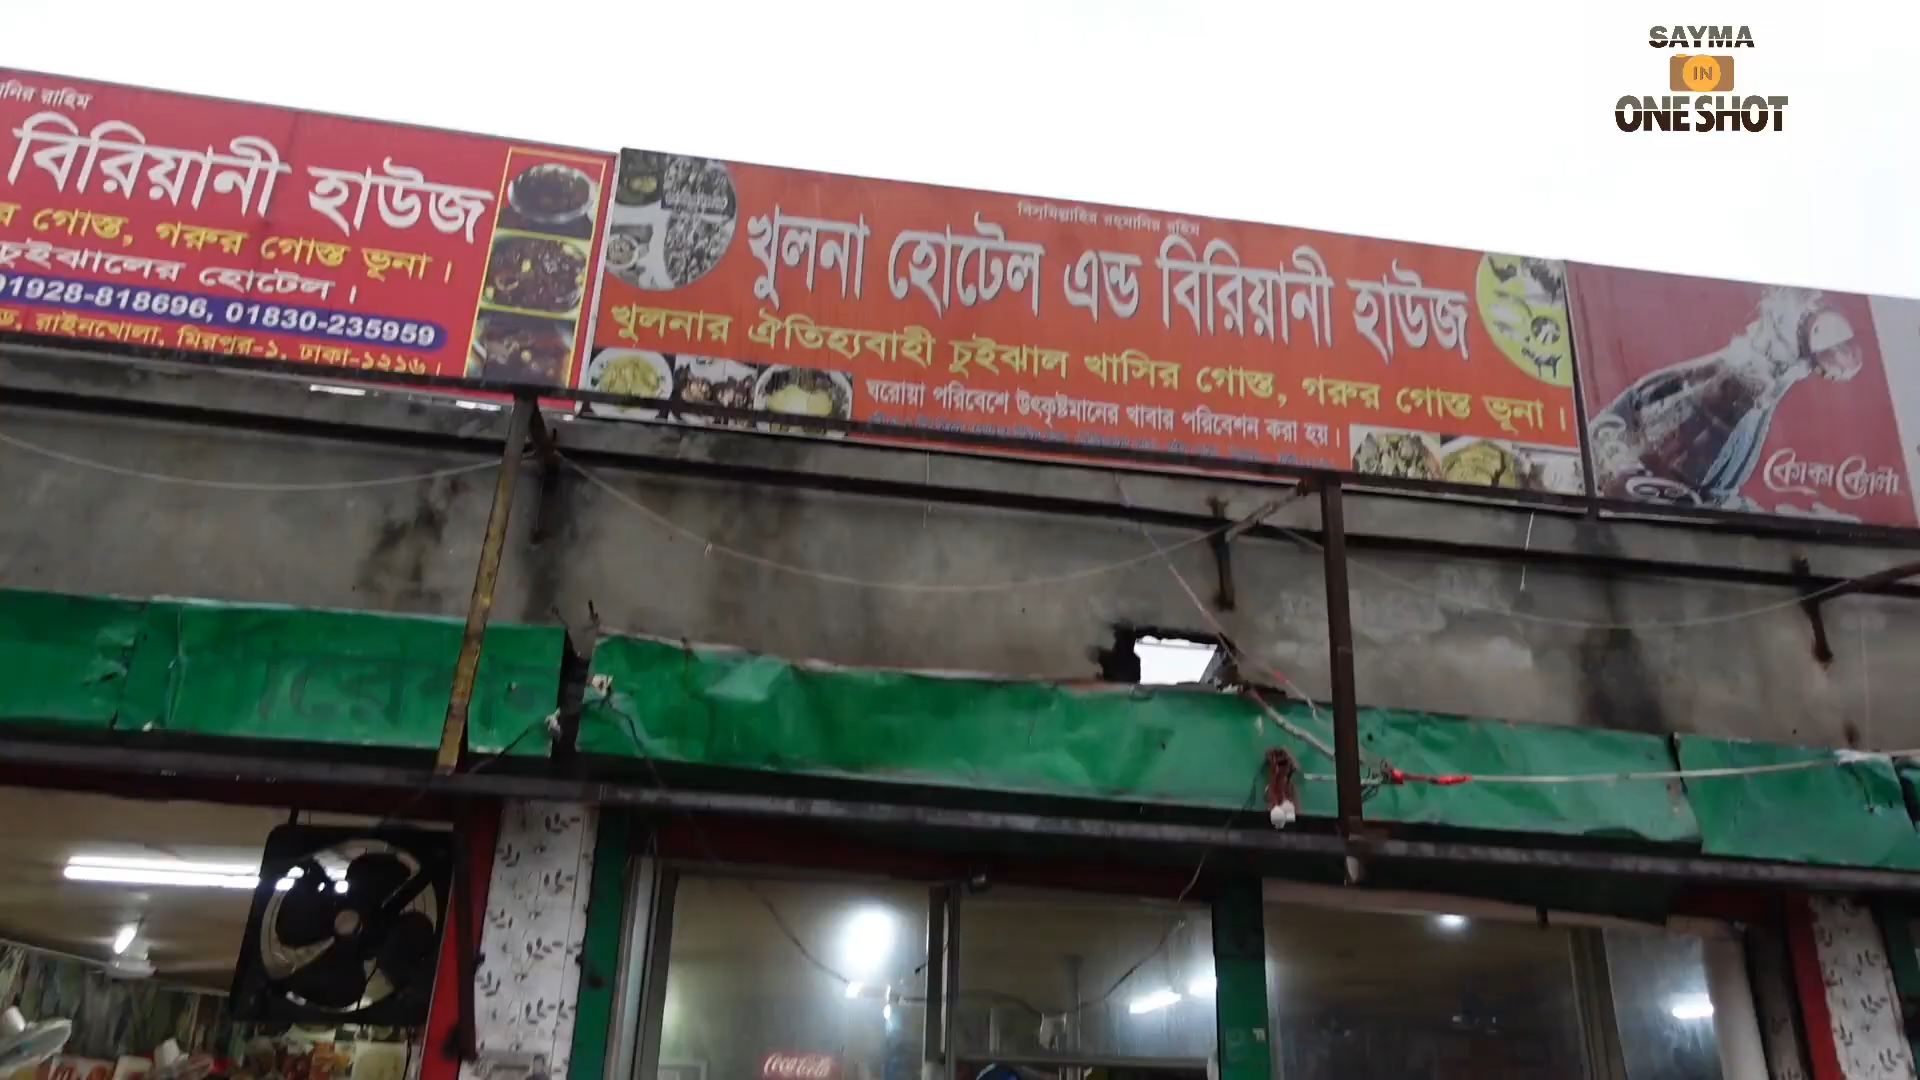 রাহিম
বিরিয়ানী হাউজ
র গোস্ত, গরুর গোস্ত ভূনা।
চুইঝালের হোটেল।
01928-818696, 01830-235959
রাইনখোলা, মিরপুর-১, ঢাকা-১২১৬।
বিসমিল্লাহির রহমানির রাহিম
খুলনা হোটেল এন্ড বিরিয়ানী হাউজ
খুলনার ঐতিহ্যবাহী চুইঝাল খাসির গোস্ত, গরুর গোস্ত ভূনা।
ঘরোয়া পরিবেশে উৎকৃষ্টমানের খাবার পরিবেশন করা হয়।
কোকা কোলা
SAYMA
IN
ONE SHOT
Coca-Cola